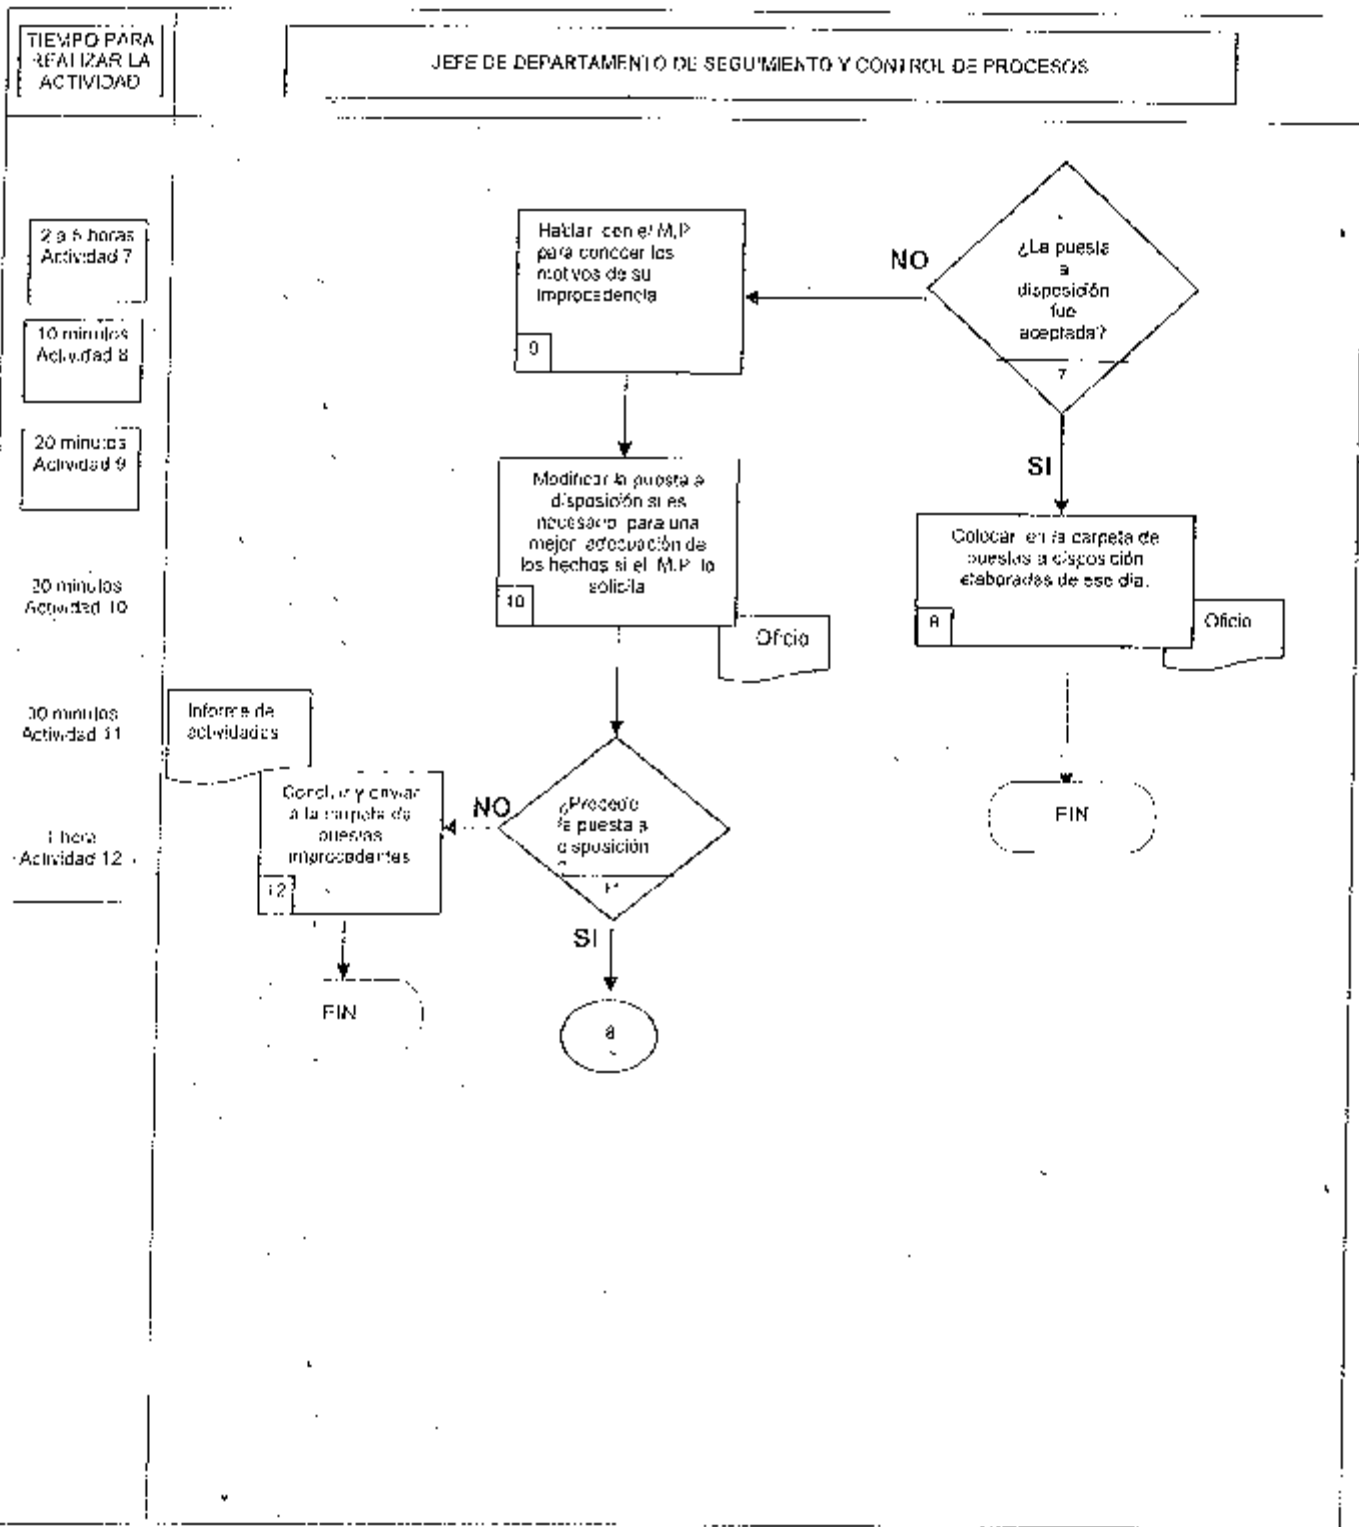 TIEMPO PARA
REALIZAR LA
ACTIVIDAD
JEFE DE DEPARTAMENTO DE SEGUIMIENTO Y CONTROL DE PROCESOS
2 a 6 horas
Actividad 7
10 minutos
Actividad 8
20 minutos
Actividad 9
minutos
Actividad 10
minutos
Actividad 11
1 hora
Actividad 12
Hablar con el M.P
para conocer los
motivos de su
improcedencia
9
NO
¿La puesta
a
disposición
fue
aceptada?
7
SI
Modificar la puesta a
disposición si es
necesario para una
mejor adecuación de
los hechos si el M.P. lo
solicita
10
Oficio
Colocar en la carpeta de
puestas a disposición
elaboradas de ese día.
8
Oficio
Informe de
actividades
Concluir y enviar
a la carpeta de
puestas
improcedentes
12
NO
¿Procede
la puesta a
disposición
?
11
SI
FIN
FIN
8